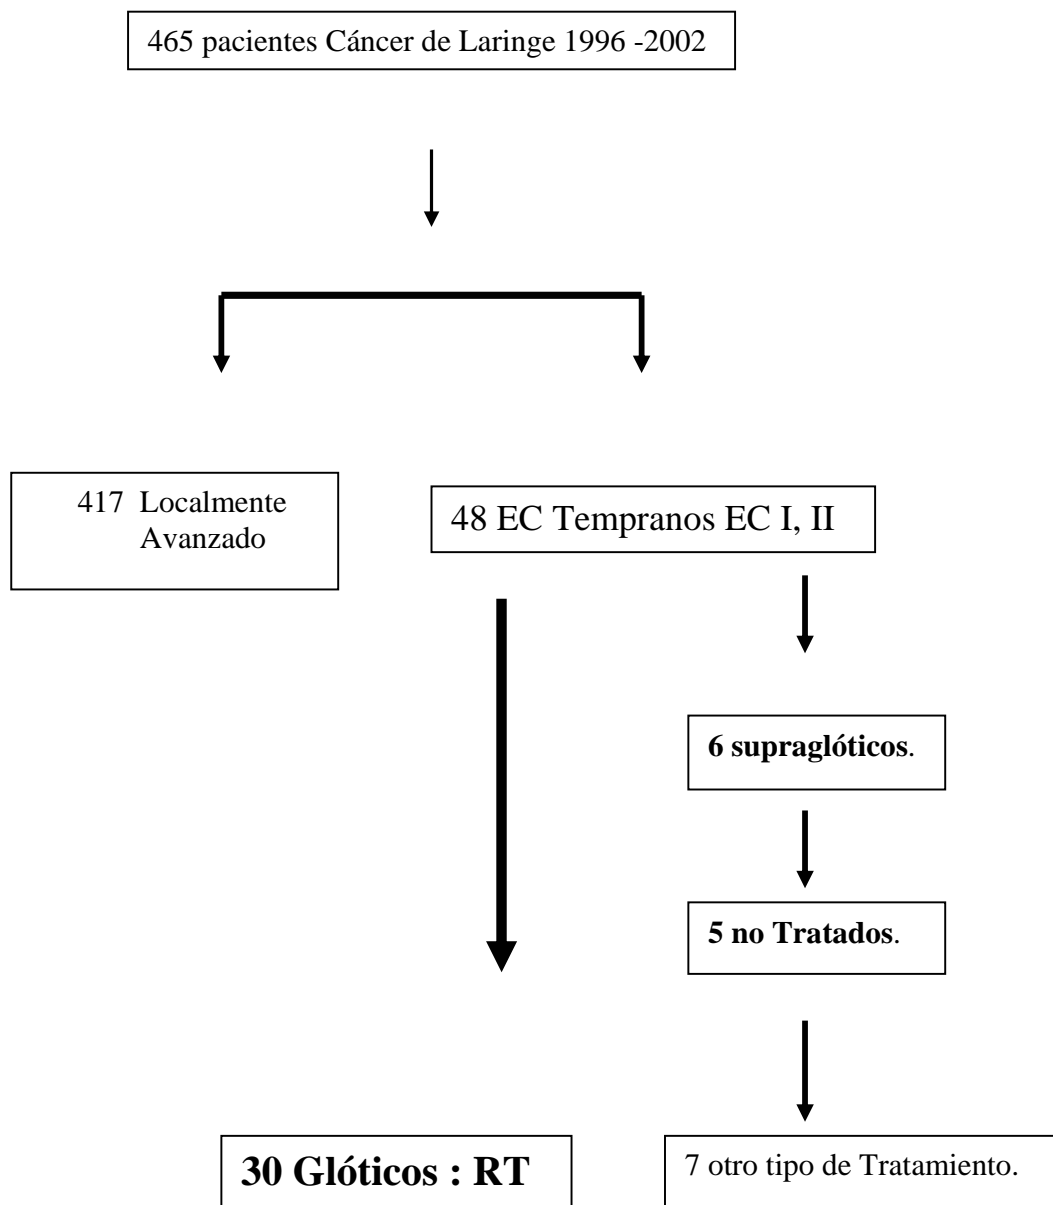 465 pacientes Cáncer de Laringe 1996 -2002
417 Localmente
Avanzado
48 EC Tempranos EC I, II
6 supraglóticos.
5 no Tratados.
30 Glóticos : RT
7 otro tipo de Tratamiento.